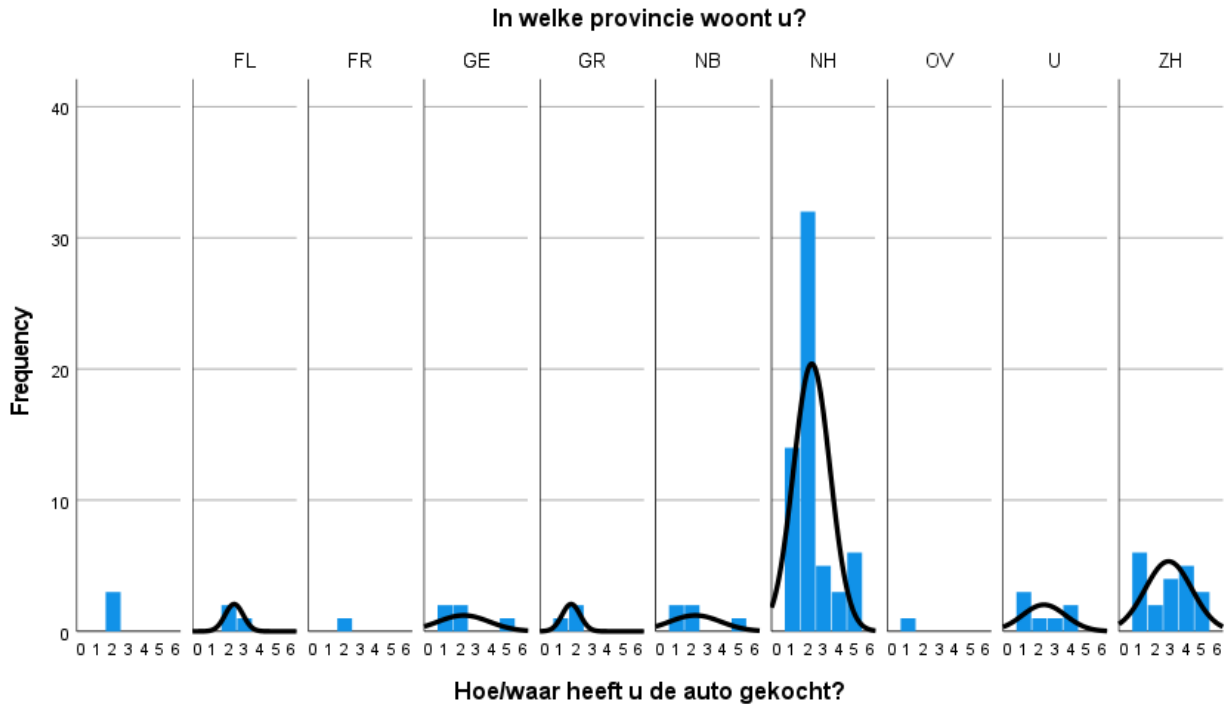 In welke provincie woont u?
FL FR GE GR NB NH OV U ZH
40
30
20
10
0
Frequency
0 1 2 3 4 5 6 0 1 2 3 4 5 6 0 1 2 3 4 5 6 0 1 2 3 4 5 6 0 1 2 3 4 5 6 0 1 2 3 4 5 6 0 1 2 3 4 5 6 0 1 2 3 4 5 6 0 1 2 3 4 5 6 0 1 2 3 4 5 6
Hoe/waar heeft u de auto gekocht?